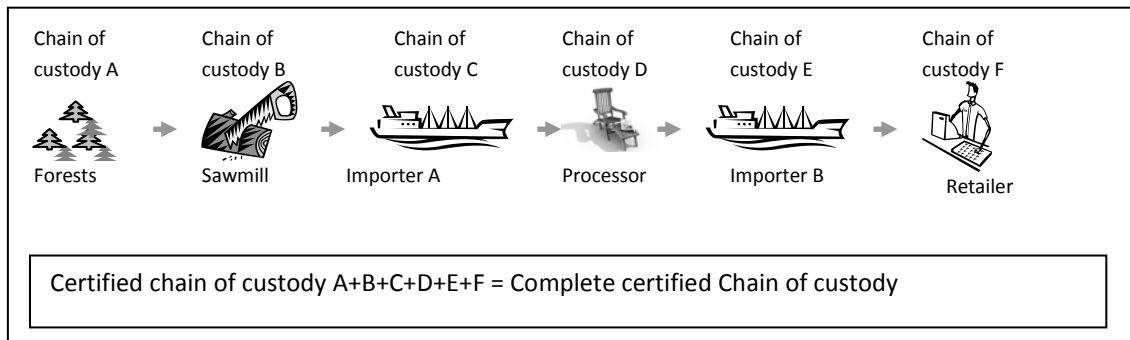 Chain of custody A
Chain of custody B
Chain of custody C
Chain of custody D
Chain of custody E
Chain of custody F
Forests
Sawmill
Importer A
Processor
Importer B
Retailer
Certified chain of custody A+B+C+D+E+F = Complete certified Chain of custody